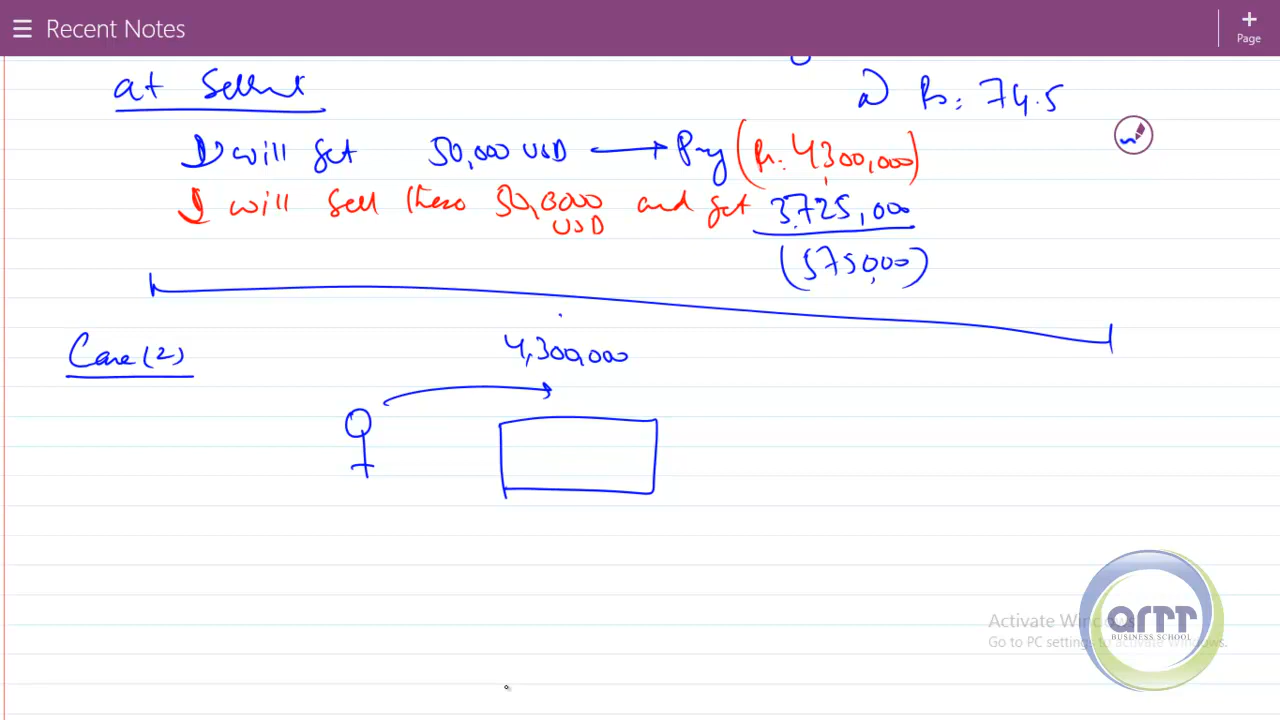 Recent Notes
Page
at Settlement
Rs. 74.5
I will get 50,000 USD → Pay (Rs. 4300,000)
I will sell these 50,000 USD and get 3725,000
(575,000)
Case (2)
4,300,000
Activate Windows
Go to PC settings to activate Windows.
arrr
BUSINESS SCHOOL